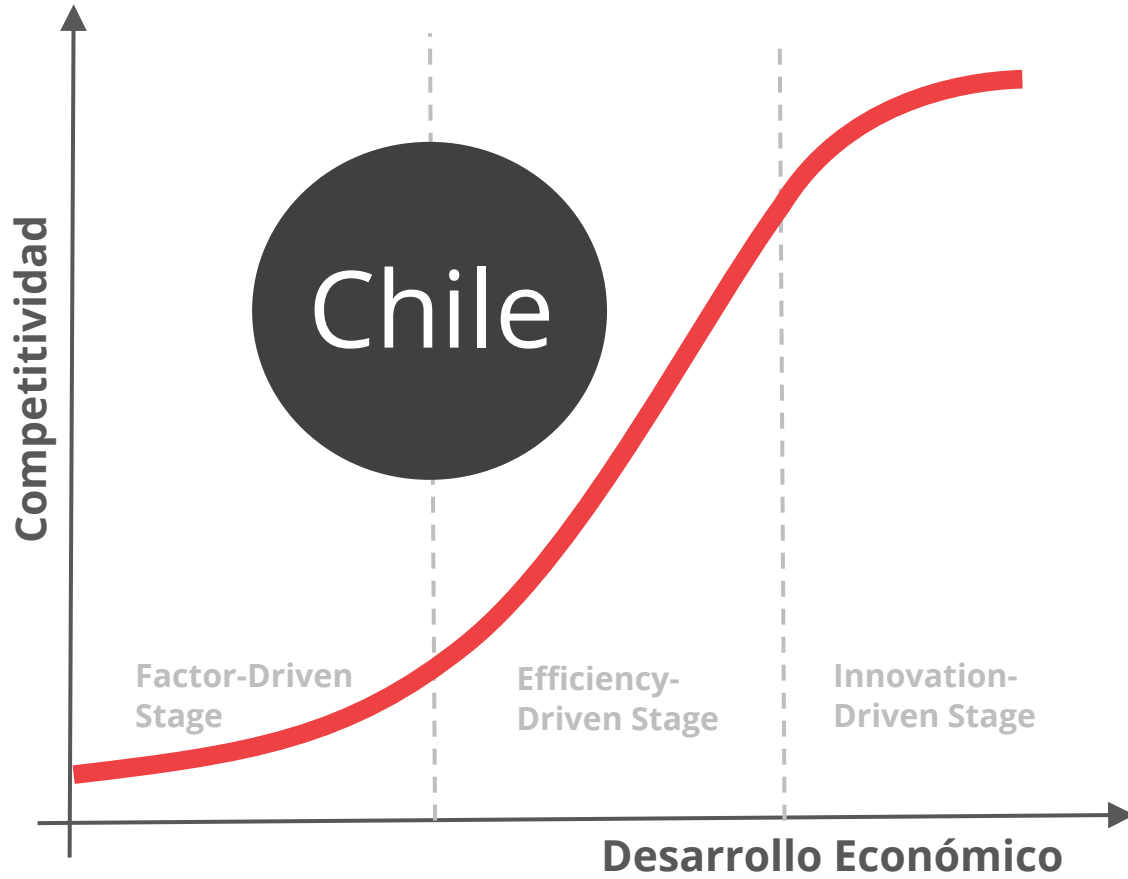 Competitividad
Chile
Factor-Driven
Stage
Efficiency-
Driven Stage
Innovation-
Driven Stage
Desarrollo Económico